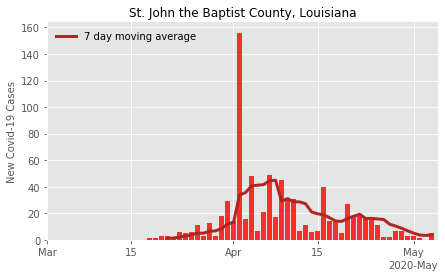 St. John the Baptist County, Louisiana
7 day moving average
New Covid-19 Cases
160
140
120
100
80
60
40
20
0
Mar
15
Apr
15
May
2020-May